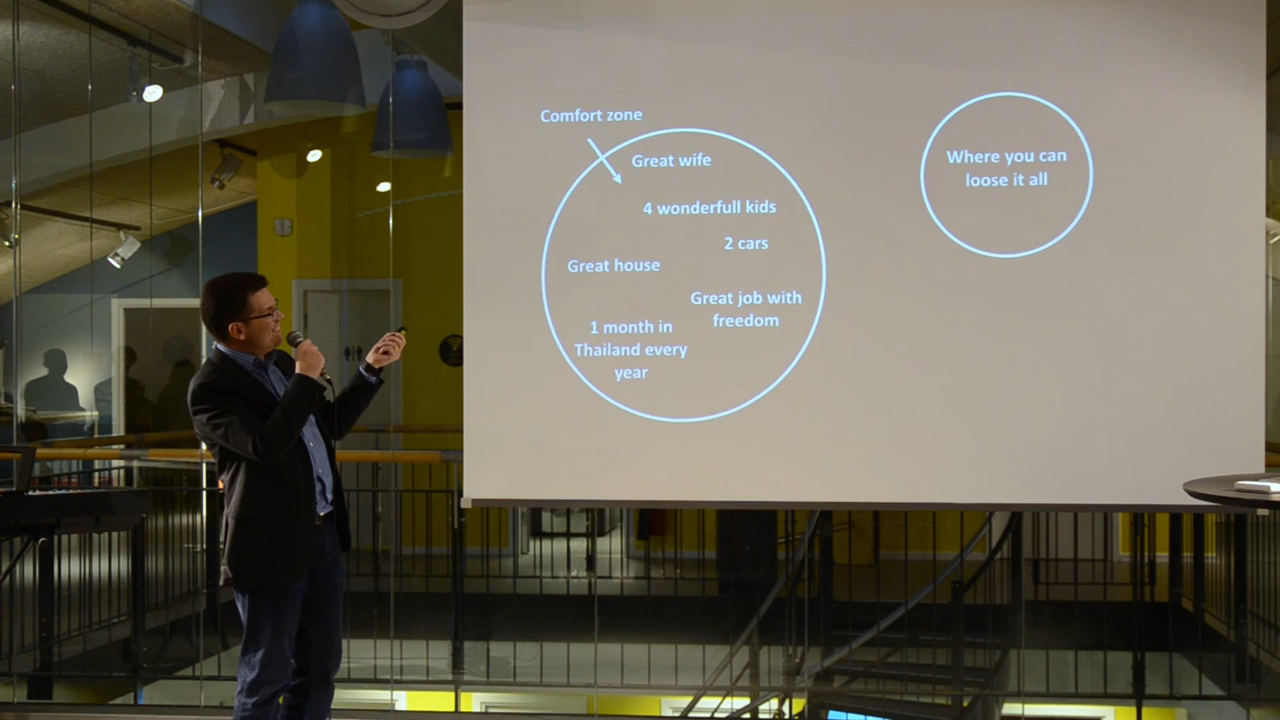 Comfort zone
Great wife
4 wonderfull kids
2 cars
Great house
Great job with
freedom
1 month in
Thailand every
year
Where you can
loose it all